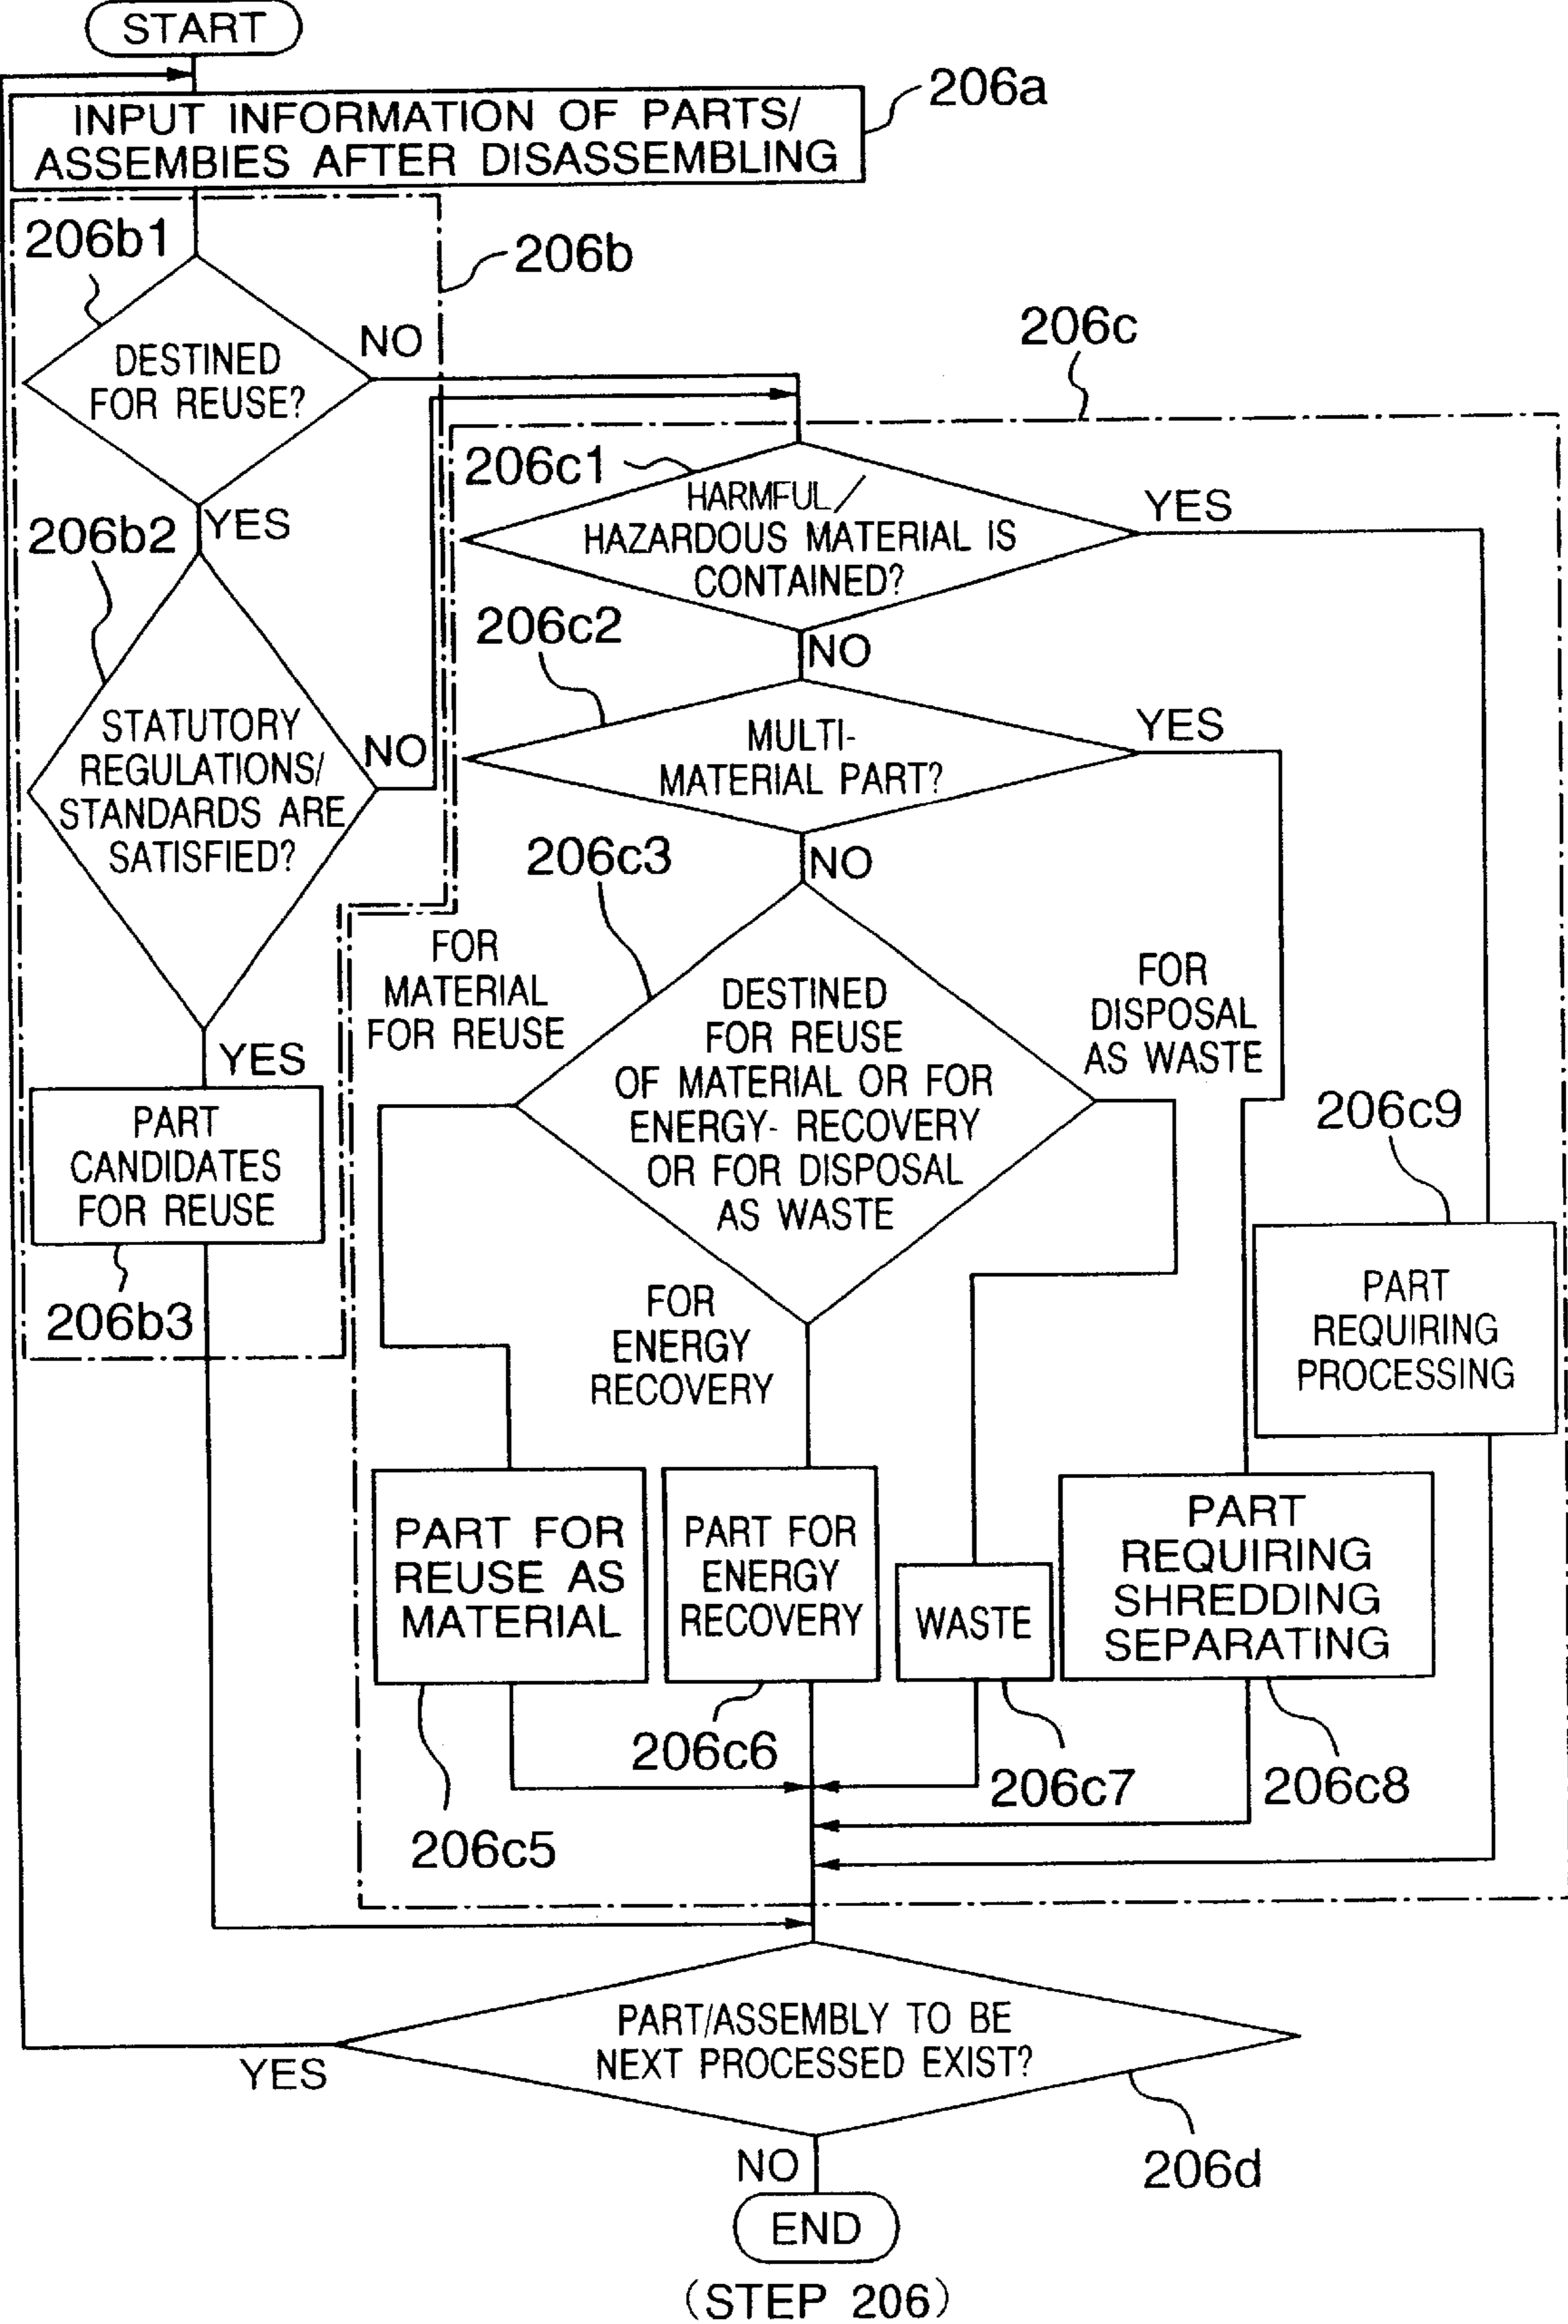 START
206a
INPUT INFORMATION OF PARTS/
ASSEMBIES AFTER DISASSEMBLING
206b1
206b
DESTINED
FOR REUSE?
NO
YES
206b2
STATUTORY
REGULATIONS/
STANDARDS ARE
SATISFIED?
NO
YES
PART
CANDIDATES
FOR REUSE
206b3
206c
206c1
HARMFUL/
HAZARDOUS MATERIAL IS
CONTAINED?
YES
NO
206c2
MULTI-
MATERIAL PART?
YES
NO
206c3
DESTINED
FOR REUSE
OF MATERIAL OR FOR
ENERGY- RECOVERY
OR FOR DISPOSAL
AS WASTE
FOR
MATERIAL
FOR REUSE
FOR
DISPOSAL
AS WASTE
FOR
ENERGY
RECOVERY
206c9
PART
REQUIRING
PROCESSING
PART FOR
REUSE AS
MATERIAL
PART FOR
ENERGY
RECOVERY
WASTE
PART
REQUIRING
SHREDDING
SEPARATING
206c5
206c6
206c7
206c8
PART/ASSEMBLY TO BE
NEXT PROCESSED EXIST?
YES
206d
NO
END
(STEP 206)